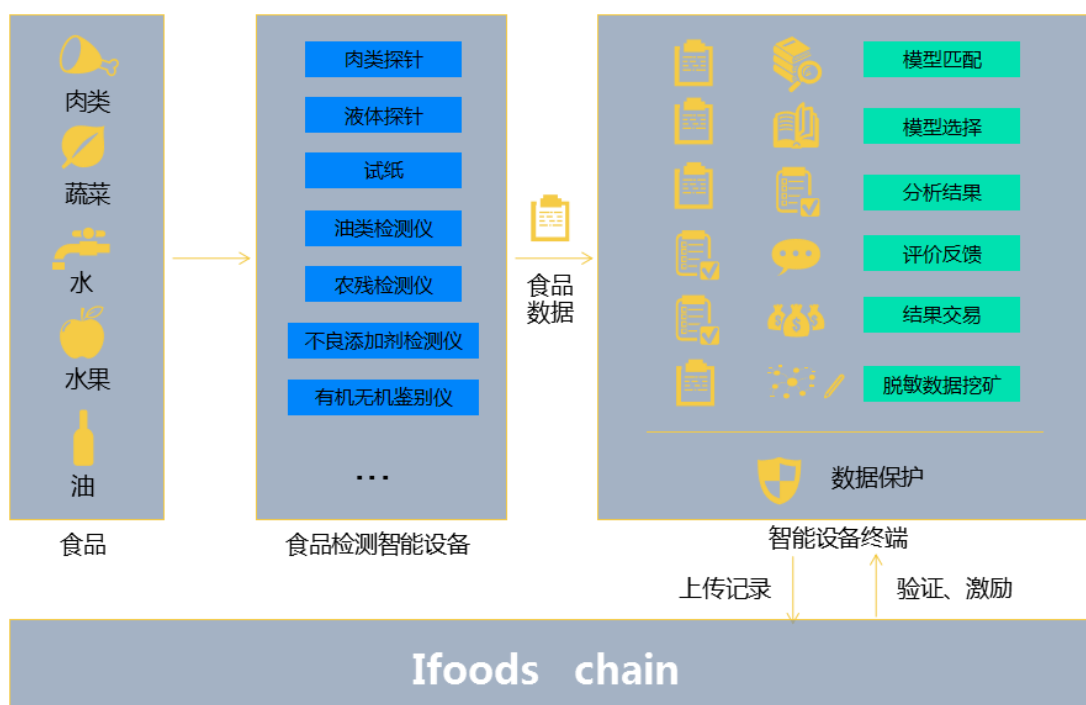 肉类
蔬菜
水
水果
油
食品
肉类探针
液体探针
试纸
油类检测仪
农残检测仪
不良添加剂检测仪
有机无机鉴别仪
...
食品检测智能设备
食品
数据
模型匹配
模型选择
分析结果
评价反馈
结果交易
脱敏数据挖矿
数据保护
智能设备终端
上传记录
验证、激励
Ifoods chain